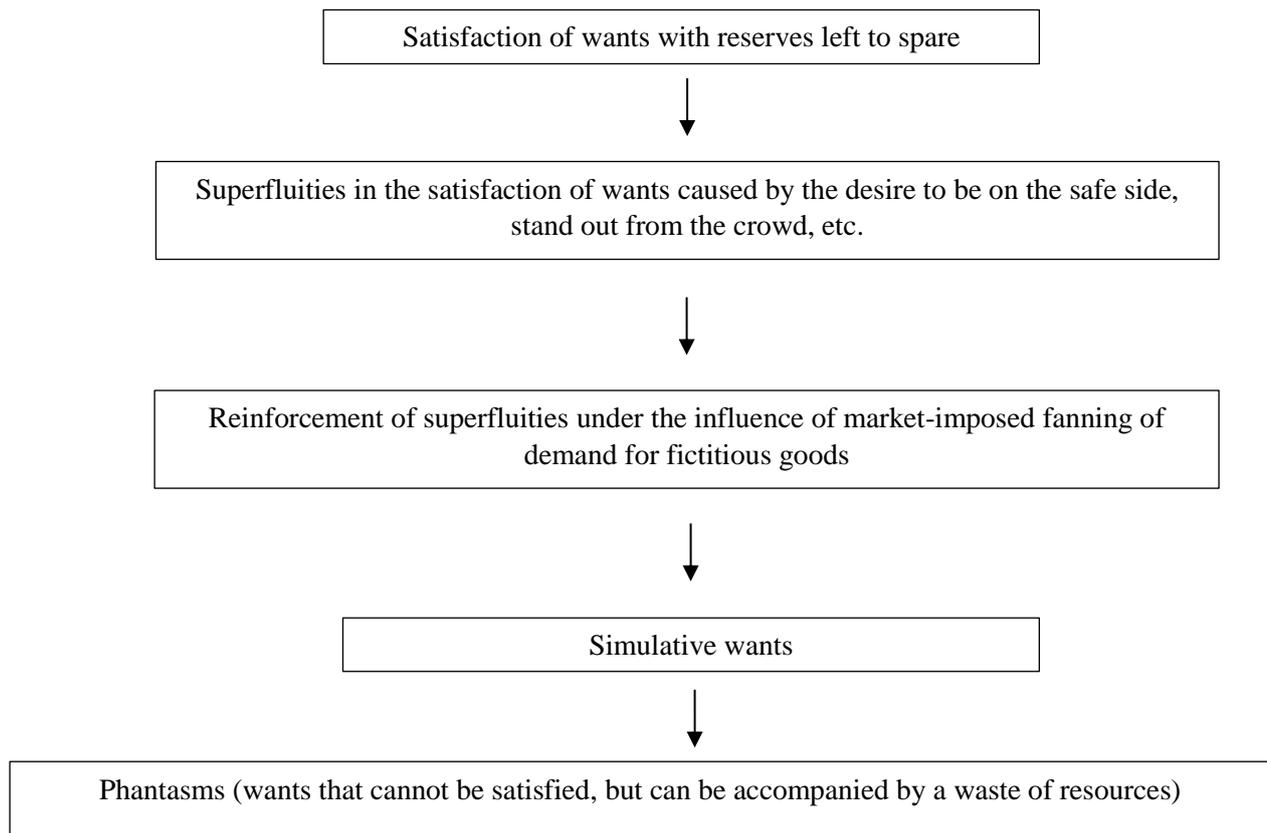 Satisfaction of wants with reserves left to spare
Superfluities in the satisfaction of wants caused by the desire to be on the safe side,
stand out from the crowd, etc.
Reinforcement of superfluities under the influence of market-imposed fanning of
demand for fictitious goods
Simulative wants
Phantasms (wants that cannot be satisfied, but can be accompanied by a waste of resources)